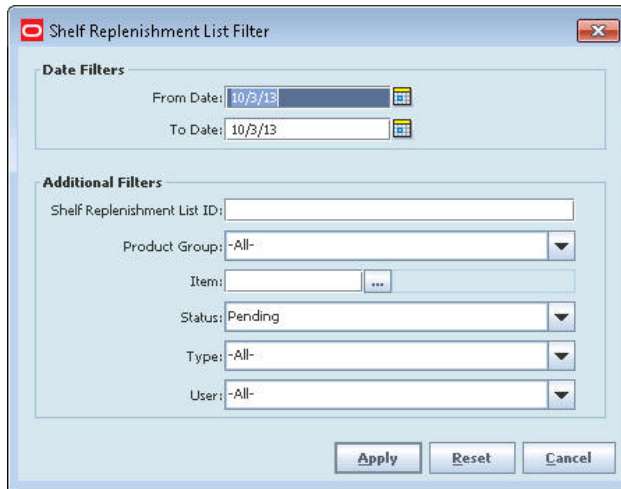 Shelf Replenishment List Filter
Date Filters
From Date: 10/3/13
To Date: 10/3/13
Additional Filters
Shelf Replenishment List ID:
Product Group: -All-
Item: ...
Status: Pending
Type: -All-
User: -All-
Apply Reset Cancel